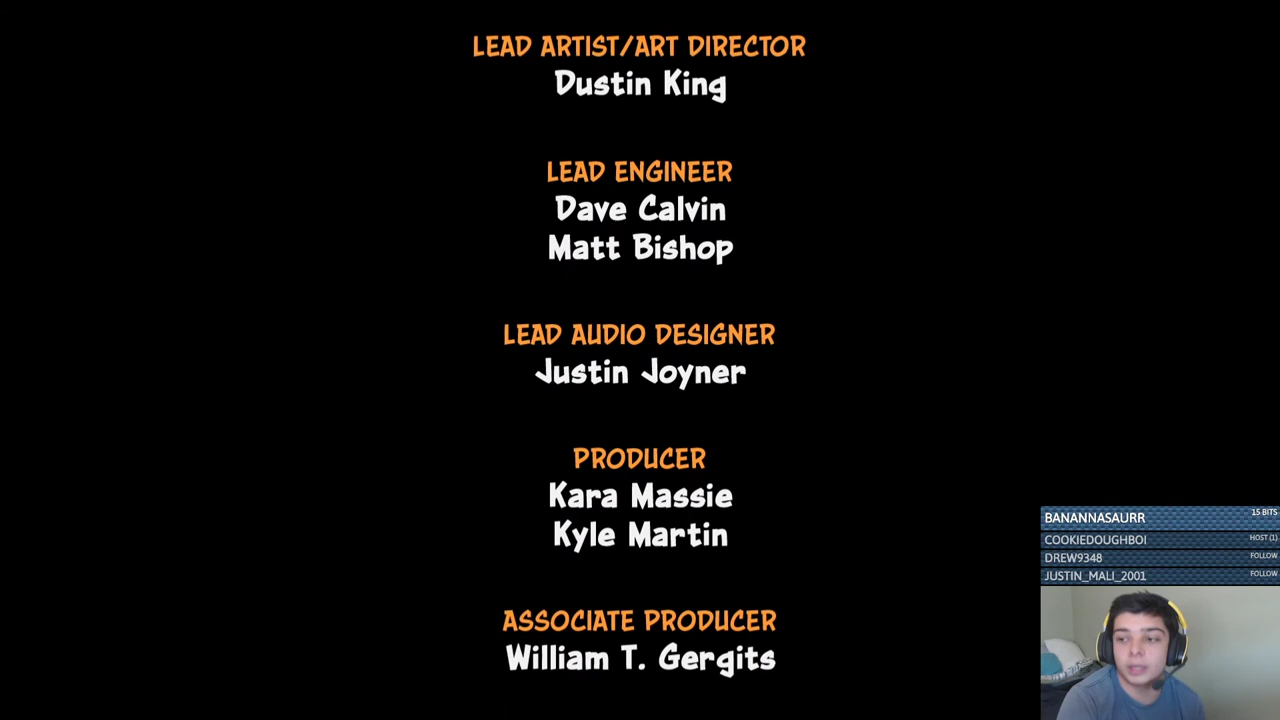 LEAD ARTIST/ART DIRECTOR
Dustin King
LEAD ENGINEER
Dave Calvin
Matt Bishop
LEAD AUDIO DESIGNER
Justin Joyner
PRODUCER
Kara Massie
Kyle Martin
ASSOCIATE PRODUCER
William T. Gergits
BANANNASAURR 15 BITS
COOKIEDOUGHBOI HOST (1)
DREW9348 FOLLOW
JUSTIN_MALI_2001 FOLLOW